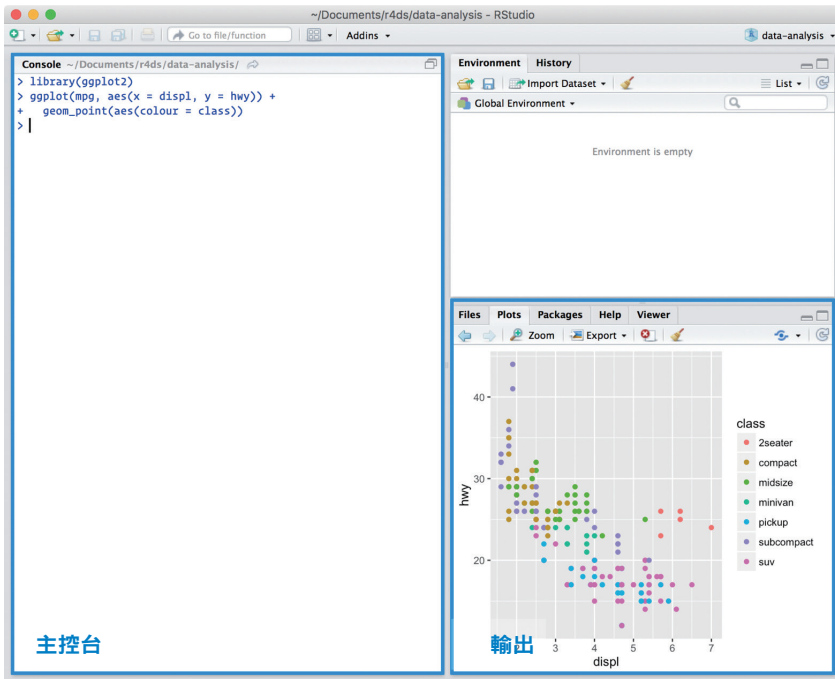 ~/Documents/r4ds/data-analysis - RStudio
Go to file/function
Addins
data-analysis
Console ~/Documents/r4ds/data-analysis/
> library(ggplot2)
> ggplot(mpg, aes(x = displ, y = hwy)) +
+   geom_point(aes(colour = class))
>
主控台
Environment History
Import Dataset
List
Global Environment
Environment is empty
Files Plots Packages Help Viewer
Zoom Export
40
30
20
hwy
3 4 5 6 7
displ
class
2seater
compact
midsize
minivan
pickup
subcompact
suv
輸出